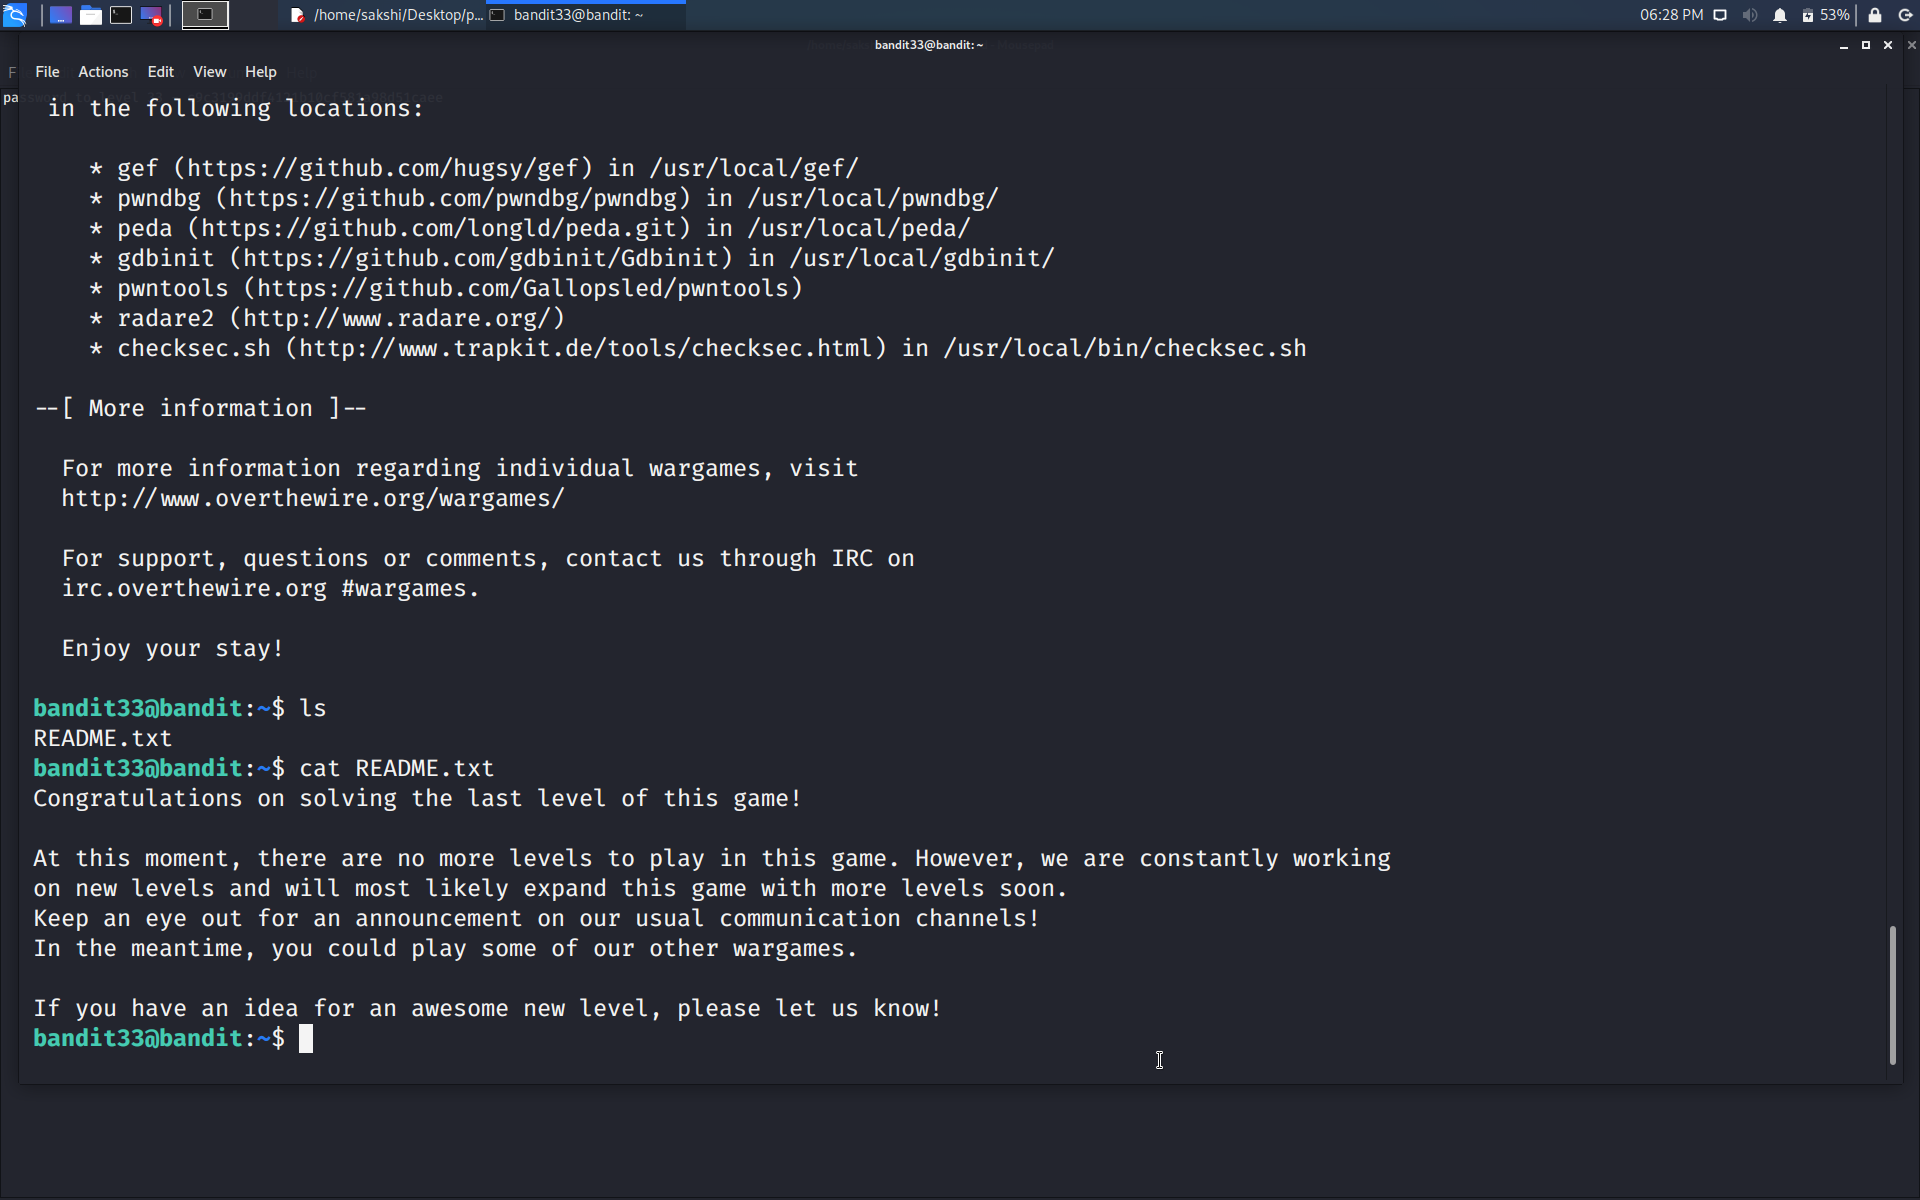 /home/sakshi/Desktop/p...
bandit33@bandit: ~
06:28 PM
53%
bandit33@bandit:~
File Actions Edit View Help
in the following locations:
* gef (https://github.com/hugsy/gef) in /usr/local/gef/
* pwndbg (https://github.com/pwndbg/pwndbg) in /usr/local/pwndbg/
* peda (https://github.com/longld/peda.git) in /usr/local/peda/
* gdbinit (https://github.com/gdbinit/Gdbinit) in /usr/local/gdbinit/
* pwntools (https://github.com/Gallopsled/pwntools)
* radare2 (http://www.radare.org/)
* checksec.sh (http://www.trapkit.de/tools/checksec.html) in /usr/local/bin/checksec.sh
--[ More information ]--
For more information regarding individual wargames, visit
http://www.overthewire.org/wargames/
For support, questions or comments, contact us through IRC on
irc.overthewire.org #wargames.
Enjoy your stay!
bandit33@bandit:~$ ls
README.txt
bandit33@bandit:~$ cat README.txt
Congratulations on solving the last level of this game!
At this moment, there are no more levels to play in this game. However, we are constantly working
on new levels and will most likely expand this game with more levels soon.
Keep an eye out for an announcement on our usual communication channels!
In the meantime, you could play some of our other wargames.
If you have an idea for an awesome new level, please let us know!
bandit33@bandit:~$